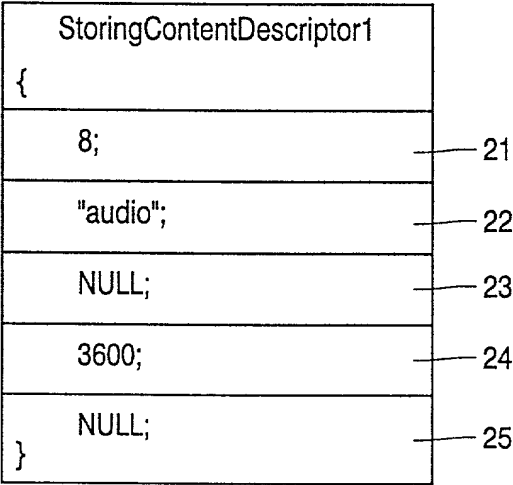 StoringContentDescriptor1
{
8; 21
"audio"; 22
NULL; 23
3600; 24
NULL; 25
}